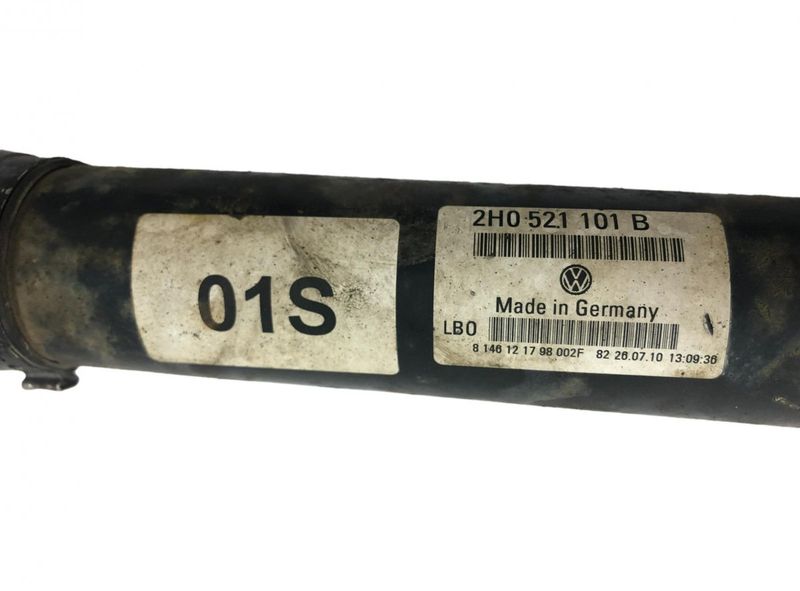 01S
2H0 521 101 B
Made in Germany
LBO
8 146 12 17 98 002F 82 26.07.10 13:09:36